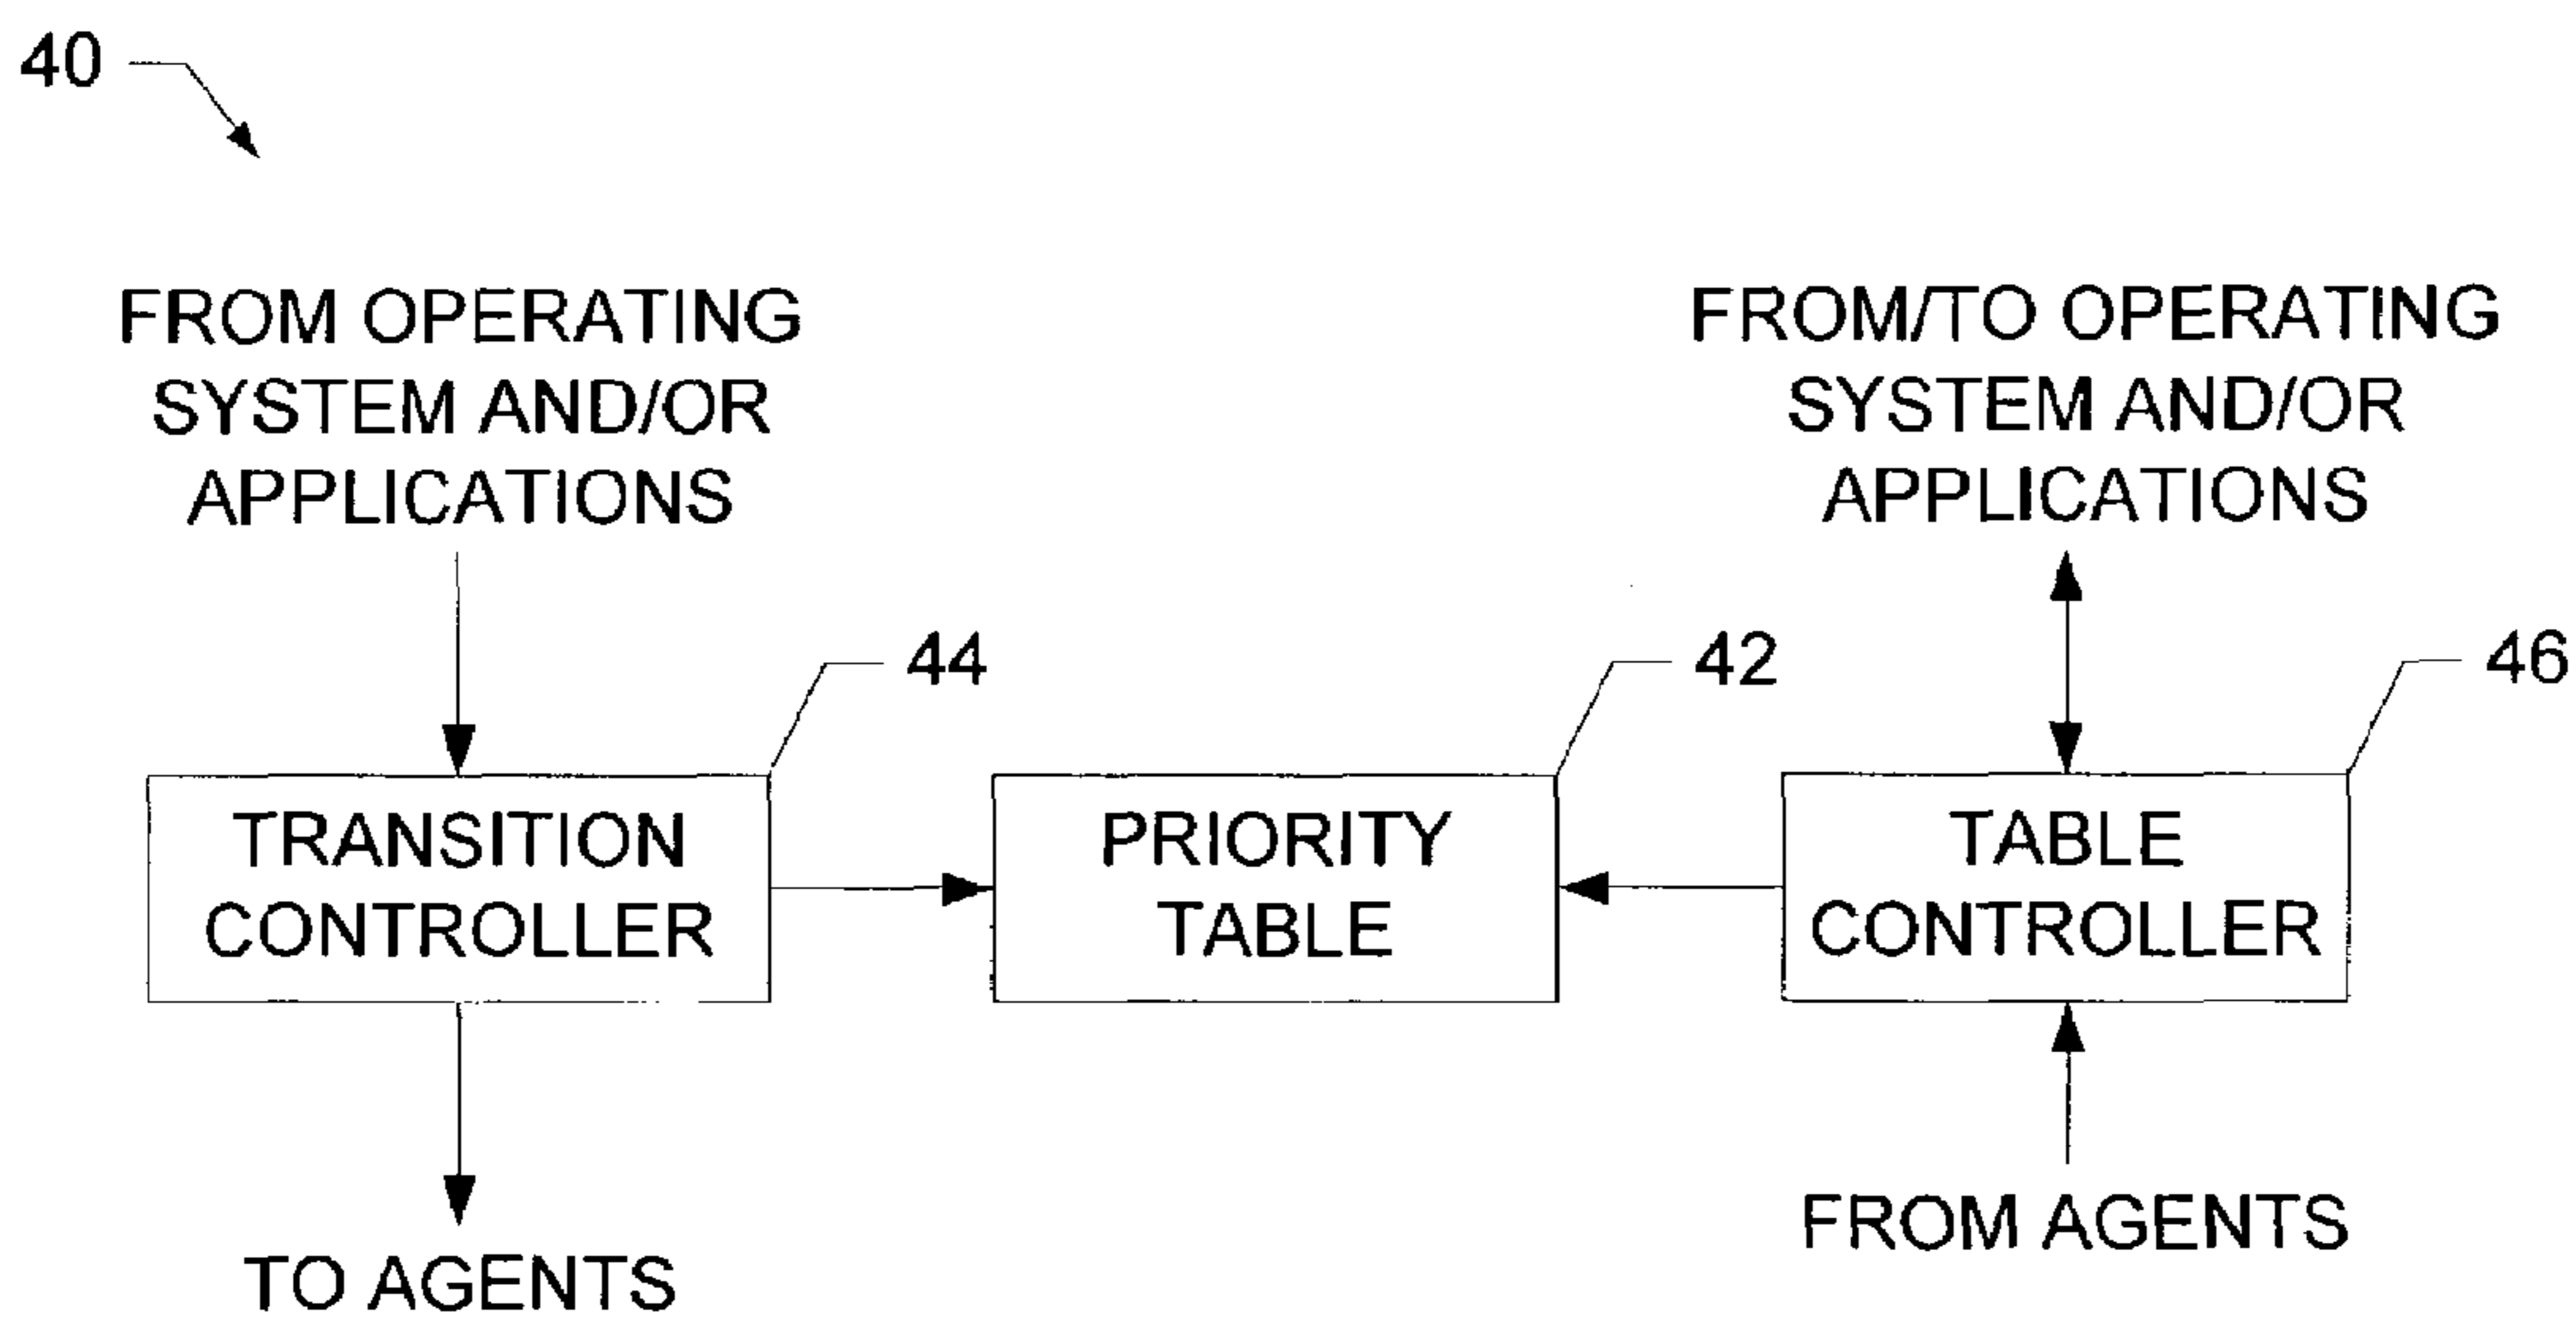 40
FROM OPERATING
SYSTEM AND/OR
APPLICATIONS
FROM/TO OPERATING
SYSTEM AND/OR
APPLICATIONS
44
42
46
TRANSITION
CONTROLLER
PRIORITY
TABLE
TABLE
CONTROLLER
TO AGENTS
FROM AGENTS